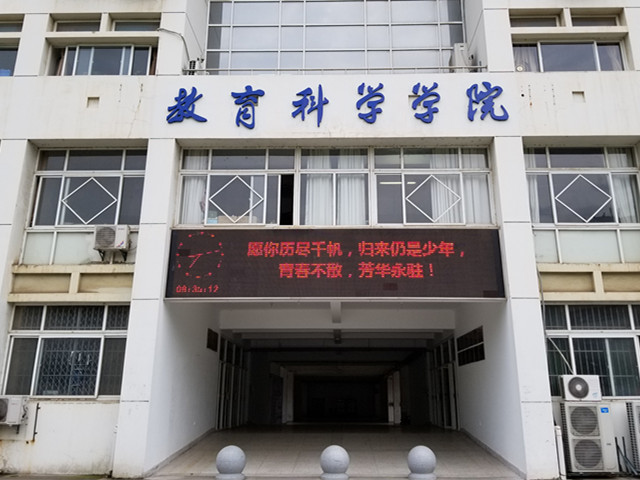 教育科学学院
愿你历尽千帆，归来仍是少年，
青春不散，芳华永驻！